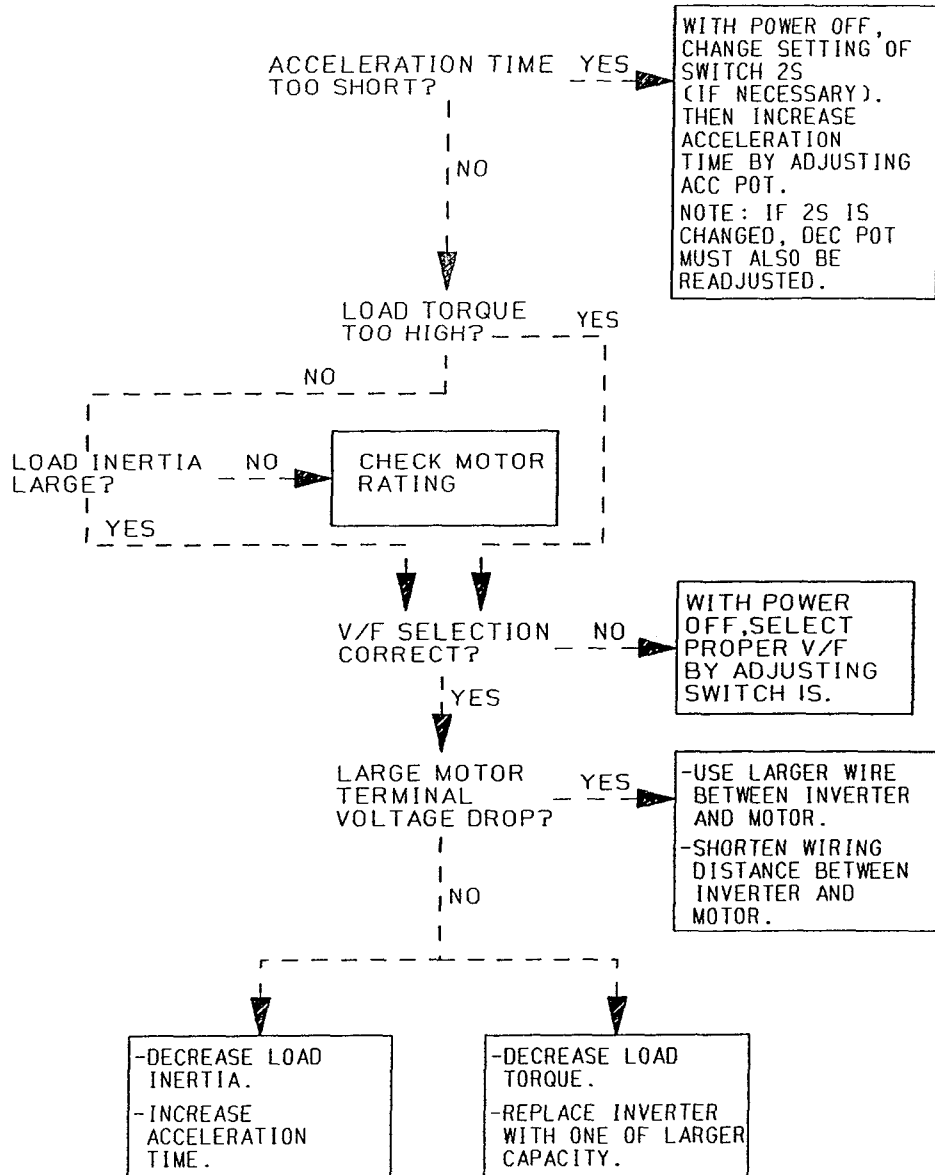 ACCELERATION TIME
TOO SHORT?
YES
WITH POWER OFF,
CHANGE SETTING OF
SWITCH 2S
(IF NECESSARY).
THEN INCREASE
ACCELERATION
TIME BY ADJUSTING
ACC POT.
NOTE: IF 2S IS
CHANGED, DEC POT
MUST ALSO BE
READJUSTED.
NO
LOAD TORQUE
TOO HIGH?
YES
NO
LOAD INERTIA
LARGE?
NO
CHECK MOTOR
RATING
YES
V/F SELECTION
CORRECT?
NO
WITH POWER
OFF,SELECT
PROPER V/F
BY ADJUSTING
SWITCH IS.
YES
LARGE MOTOR
TERMINAL
VOLTAGE DROP?
YES
-USE LARGER WIRE
BETWEEN INVERTER
AND MOTOR.
-SHORTEN WIRING
DISTANCE BETWEEN
INVERTER AND
MOTOR.
NO
-DECREASE LOAD
INERTIA.
-INCREASE
ACCELERATION
TIME.
-DECREASE LOAD
TORQUE.
-REPLACE INVERTER
WITH ONE OF LARGER
CAPACITY.